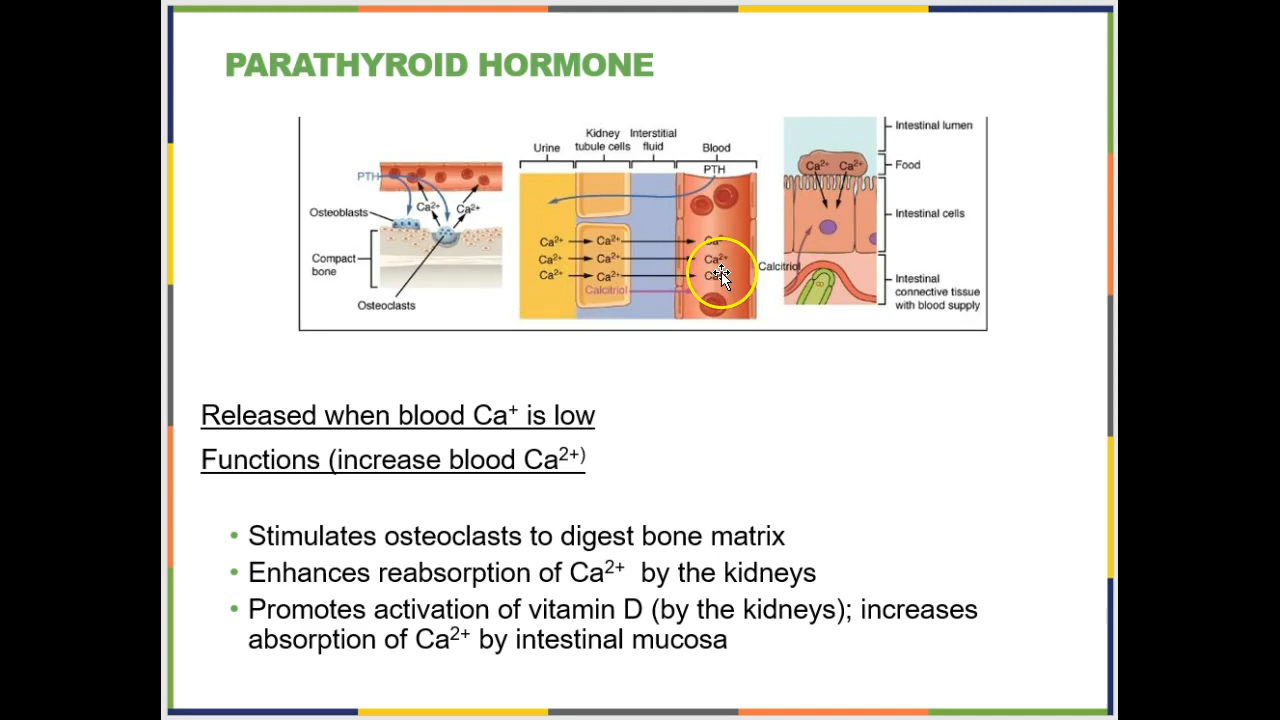 PARATHYROID HORMONE
PTH
Ca²⁺ Ca²⁺
Osteoblasts
Compact
bone
Osteoclasts
Urine
Kidney
tubule cells
Interstitial
fluid
Blood
PTH
Ca²⁺ Ca²⁺ Ca²⁺
Ca²⁺ Ca²⁺ Ca²⁺
Ca²⁺ Ca²⁺
Calcitriol
Calcitriol
Ca²⁺ Ca²⁺
Intestinal lumen
Food
Intestinal cells
Intestinal
connective tissue
with blood supply
Released when blood Ca⁺ is low
Functions (increase blood Ca²⁺⁾
• Stimulates osteoclasts to digest bone matrix
• Enhances reabsorption of Ca²⁺ by the kidneys
• Promotes activation of vitamin D (by the kidneys); increases
absorption of Ca²⁺ by intestinal mucosa